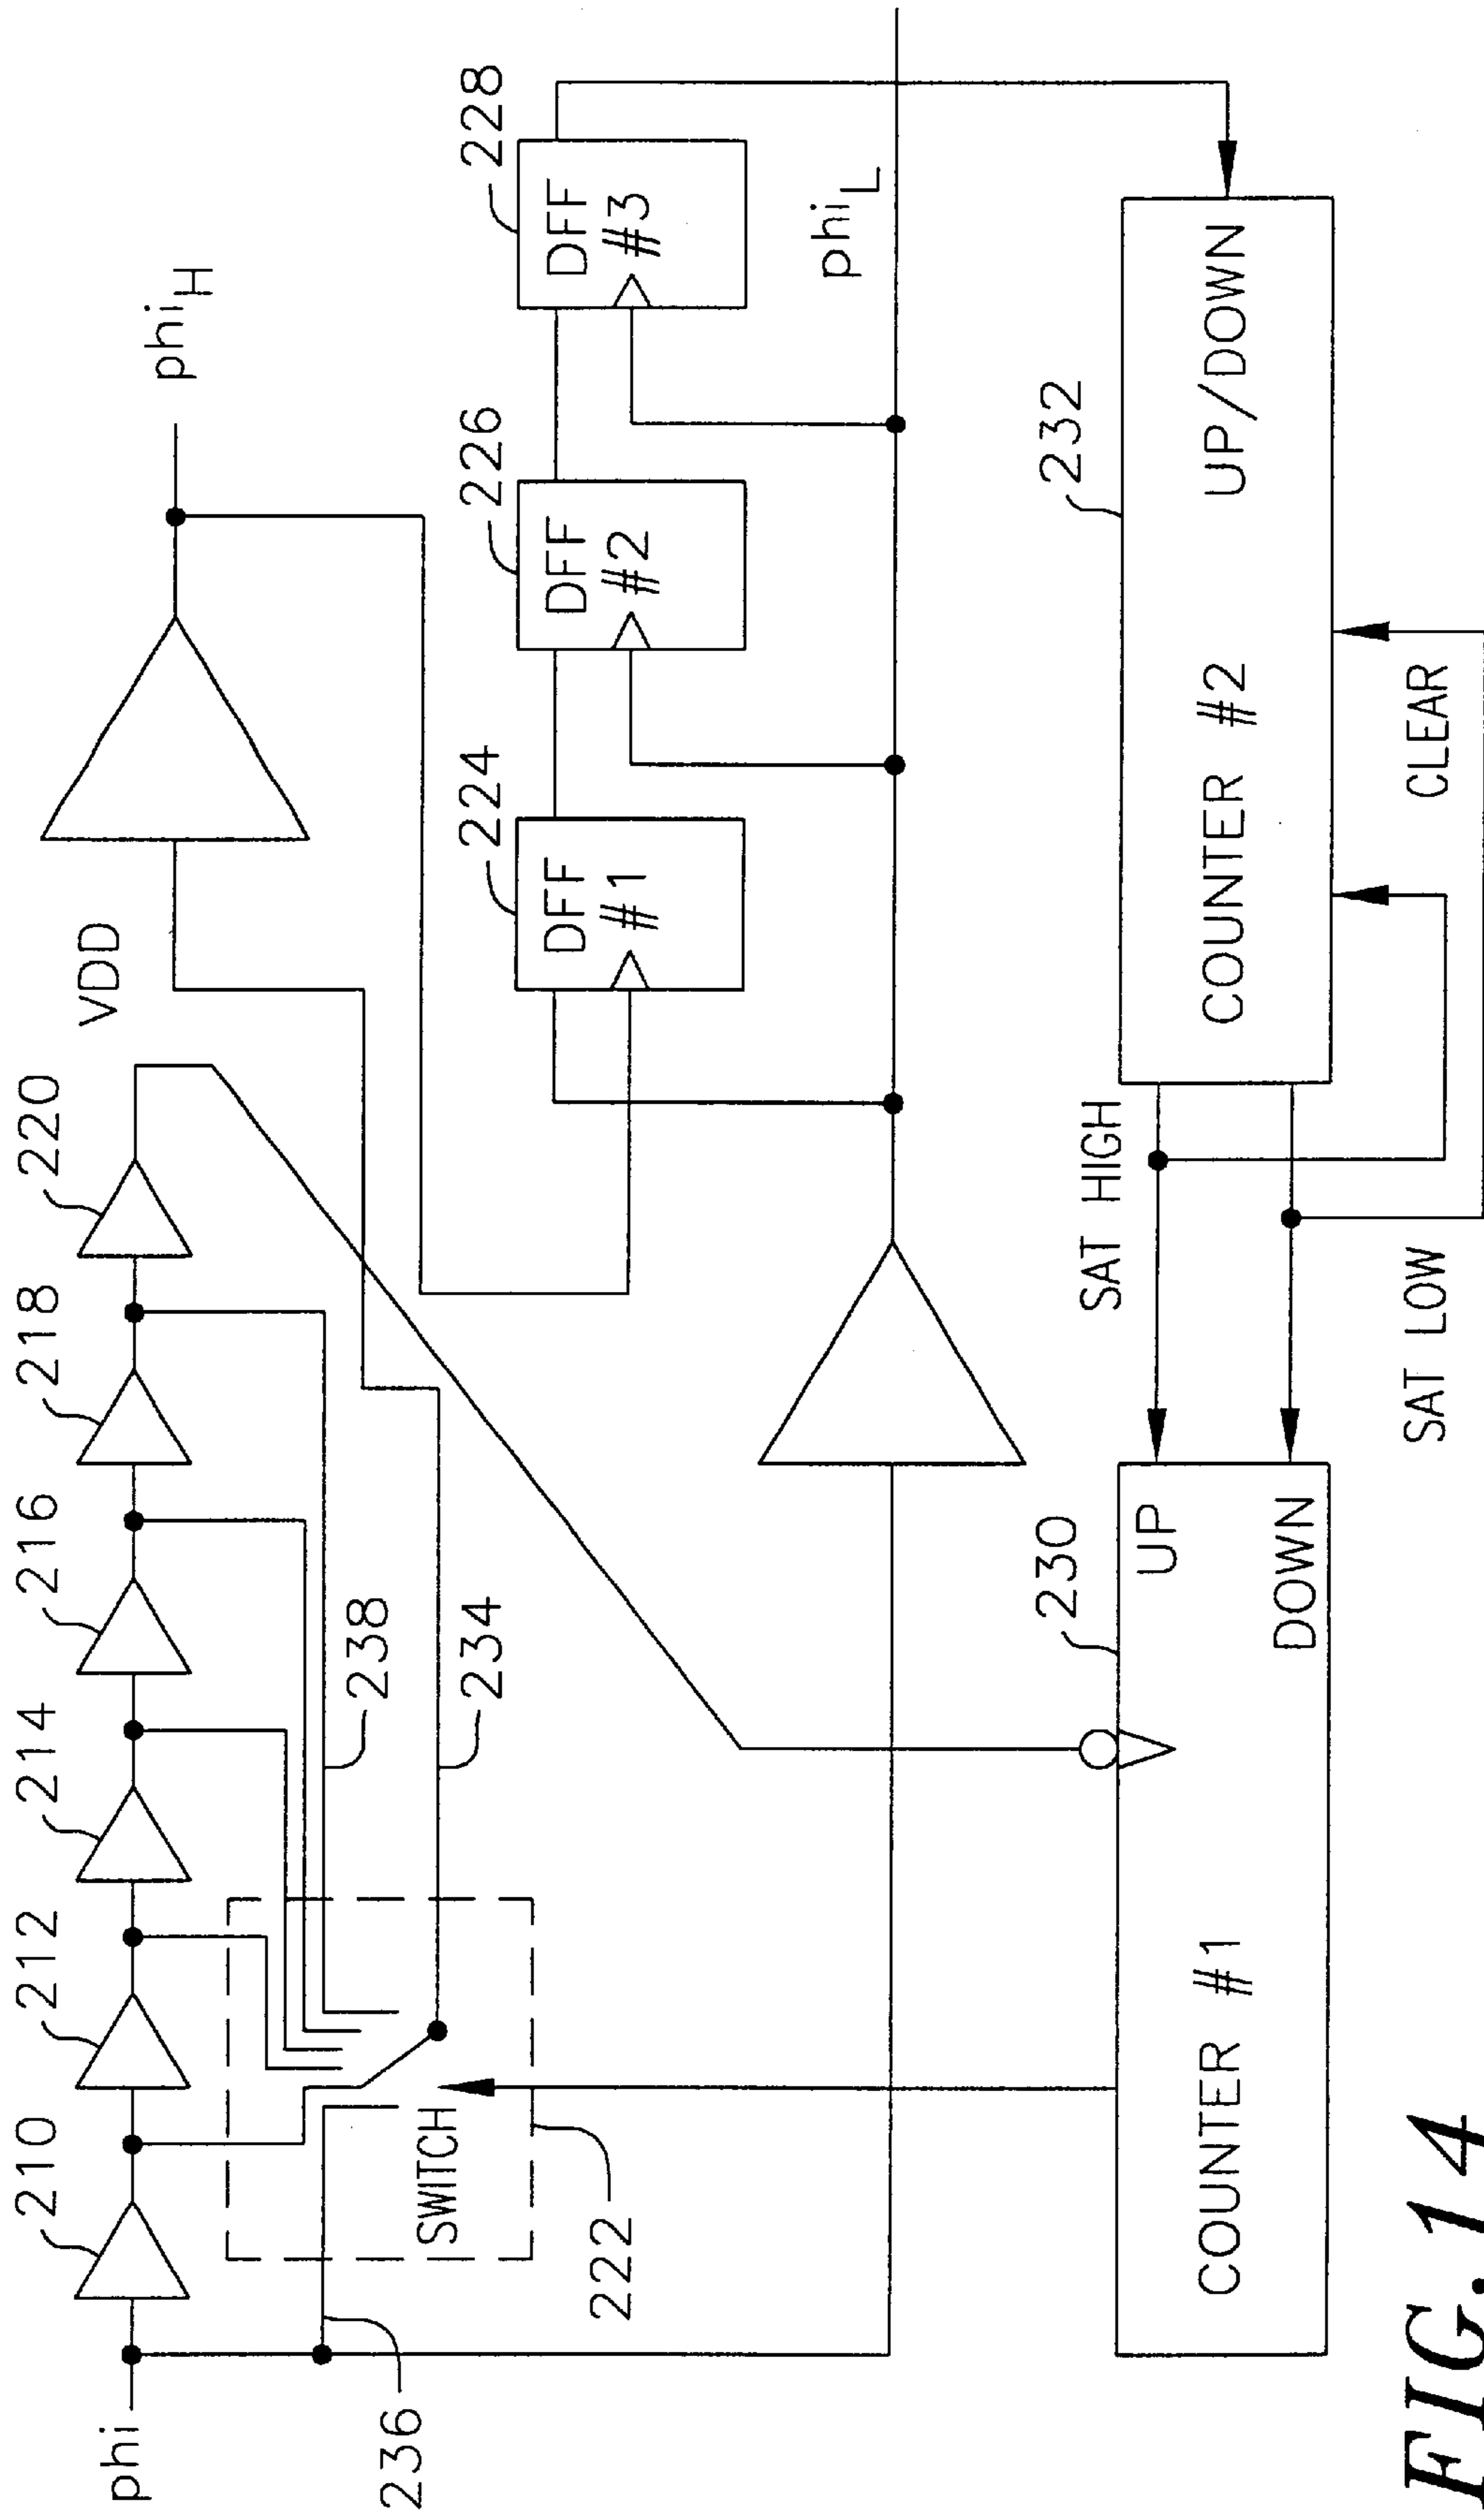 210
212
214
216
218
220
VDD
phiH
phi
236
222
SWITCH
238
234
224
226
228
DFF
#1
DFF
#2
DFF
#3
phiL
230
232
COUNTER #1
UP
DOWN
SAT HIGH
SAT LOW
COUNTER #2
UP/DOWN
CLEAR
FIG.14